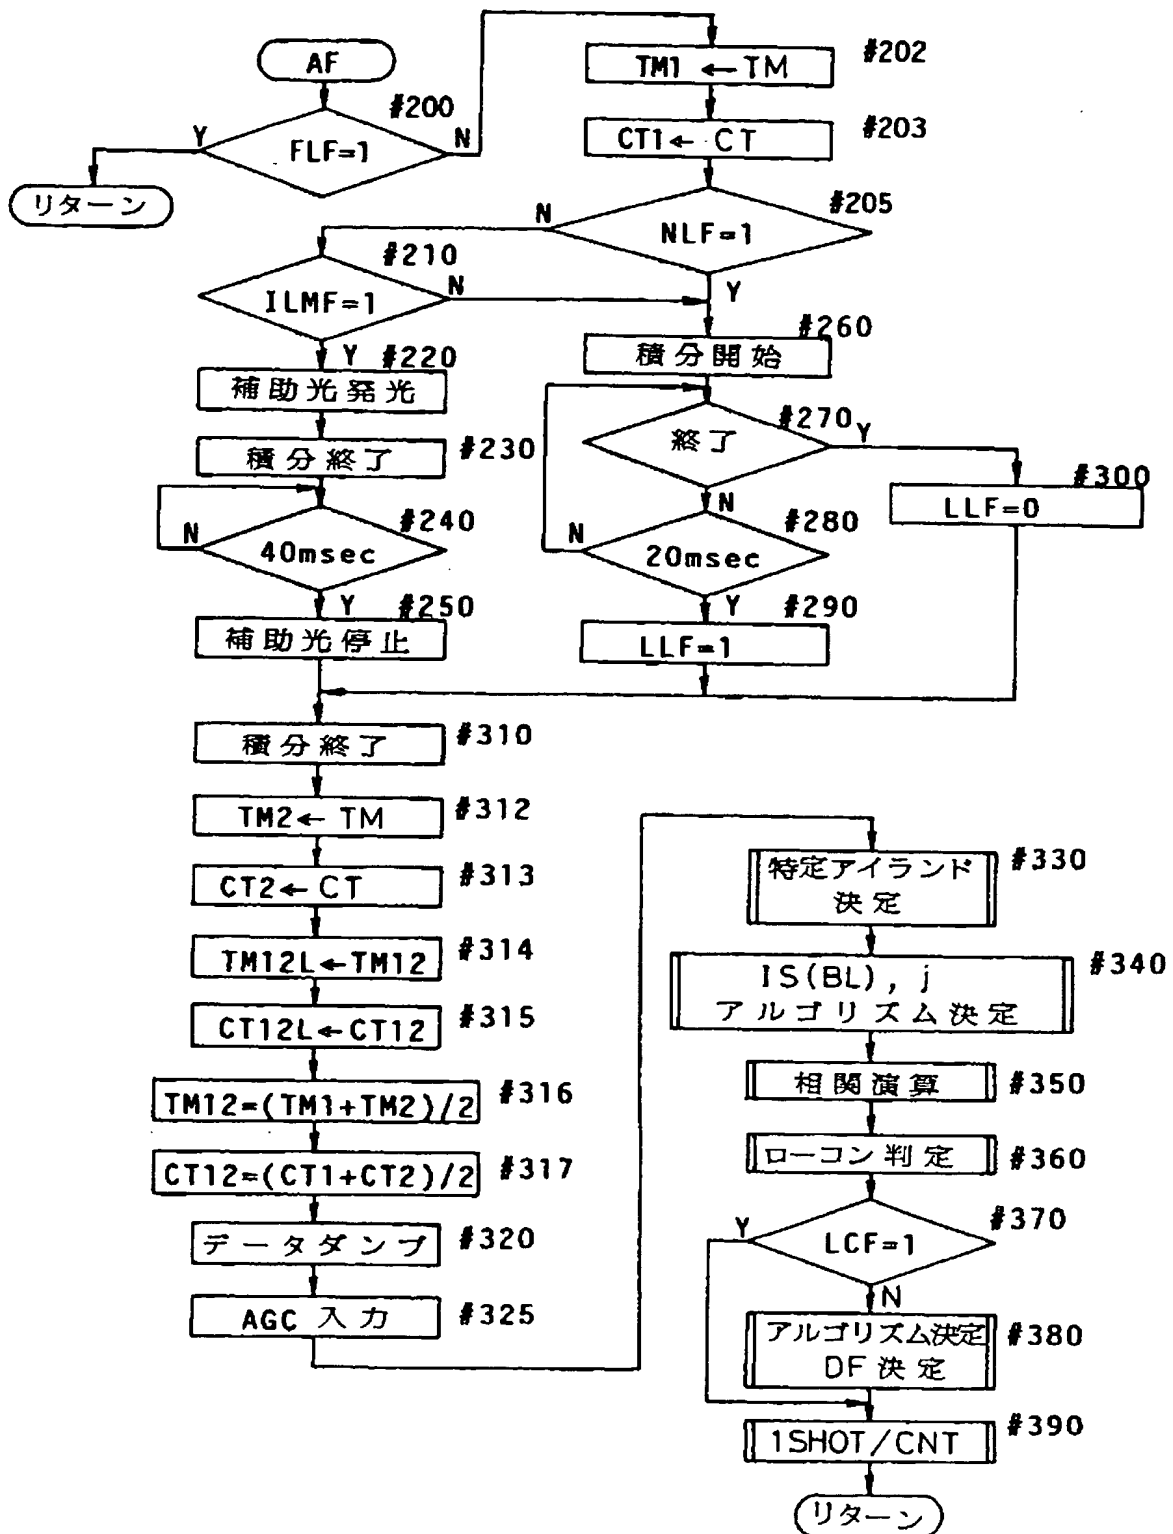 AF
#200
FLF=1
Y
N
リターン
TM1 ← TM
#202
CT1 ← CT
#203
#205
NLF=1
N
Y
#210
ILMF=1
N
Y
#220
補助光発光
積分終了
#230
#240
40msec
N
Y
#250
補助光停止
#260
積分開始
#270
終了
Y
N
#280
20msec
N
Y
#290
LLF=1
#300
LLF=0
積分終了
#310
TM2 ← TM
#312
CT2 ← CT
#313
TM12L ← TM12
#314
CT12L ← CT12
#315
TM12=(TM1+TM2)/2
#316
CT12=(CT1+CT2)/2
#317
データダンプ
#320
AGC 入力
#325
特定アイランド
決定
#330
IS(BL), j
アルゴリズム決定
#340
相関演算
#350
ローコン判定
#360
#370
LCF=1
Y
N
アルゴリズム決定
DF 決定
#380
1SHOT/CNT
#390
リターン